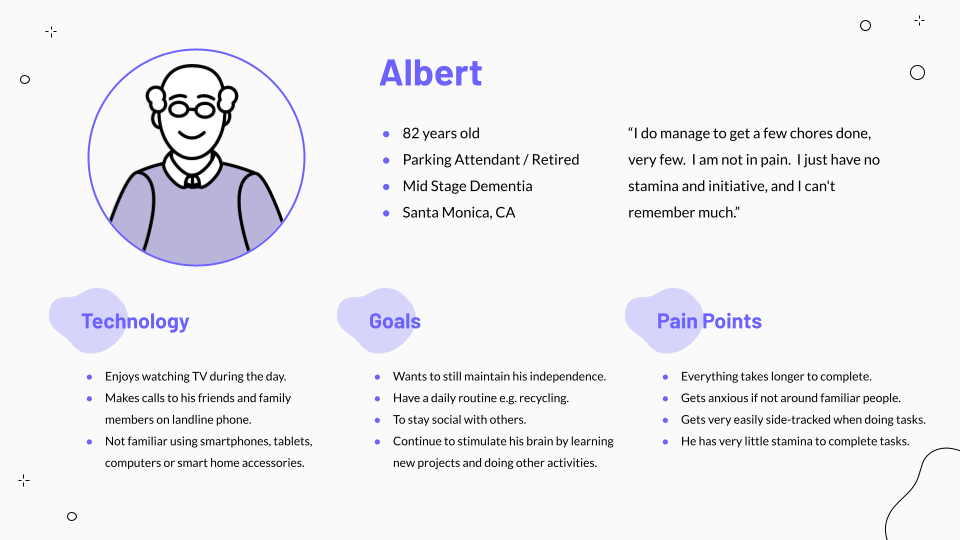 Albert
82 years old
Parking Attendant / Retired
Mid Stage Dementia
Santa Monica, CA
“I do manage to get a few chores done,
very few.  I am not in pain.  I just have no
stamina and initiative, and I can't
remember much.”
Technology
Enjoys watching TV during the day.
Makes calls to his friends and family
members on landline phone.
Not familiar using smartphones, tablets,
computers or smart home accessories.
Goals
Wants to still maintain his independence.
Have a daily routine e.g. recycling.
To stay social with others.
Continue to stimulate his brain by learning
new projects and doing other activities.
Pain Points
Everything takes longer to complete.
Gets anxious if not around familiar people.
Gets very easily side-tracked when doing tasks.
He has very little stamina to complete tasks.